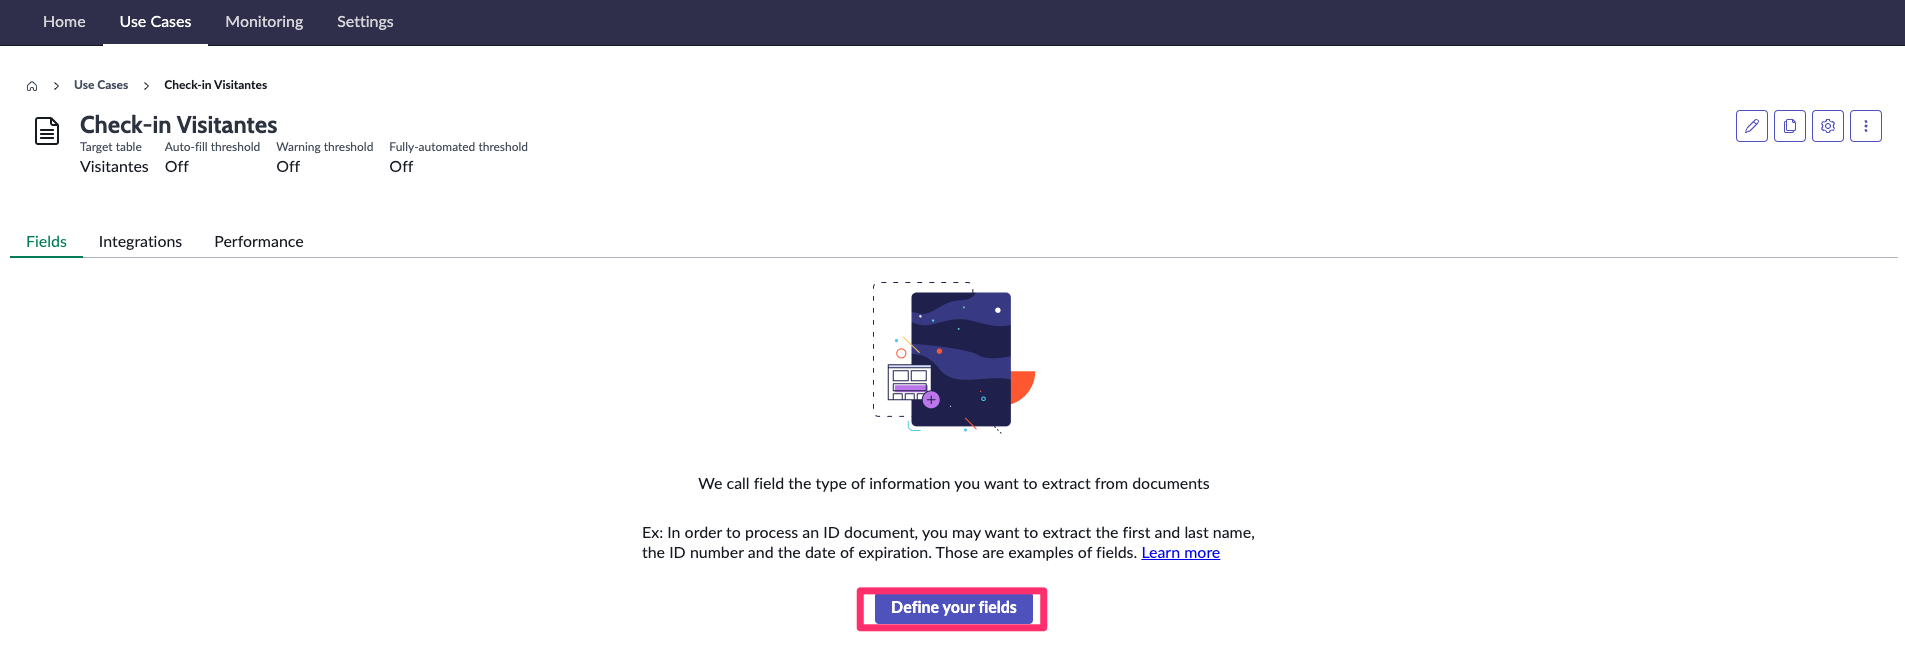 Home Use Cases Monitoring Settings
Use Cases Check-in Visitantes
Check-in Visitantes
Target table Auto-fill threshold Warning threshold Fully-automated threshold
Visitantes Off Off Off
Fields Integrations Performance
We call field the type of information you want to extract from documents
Ex: In order to process an ID document, you may want to extract the first and last name,
the ID number and the date of expiration. Those are examples of fields. Learn more
Define your fields